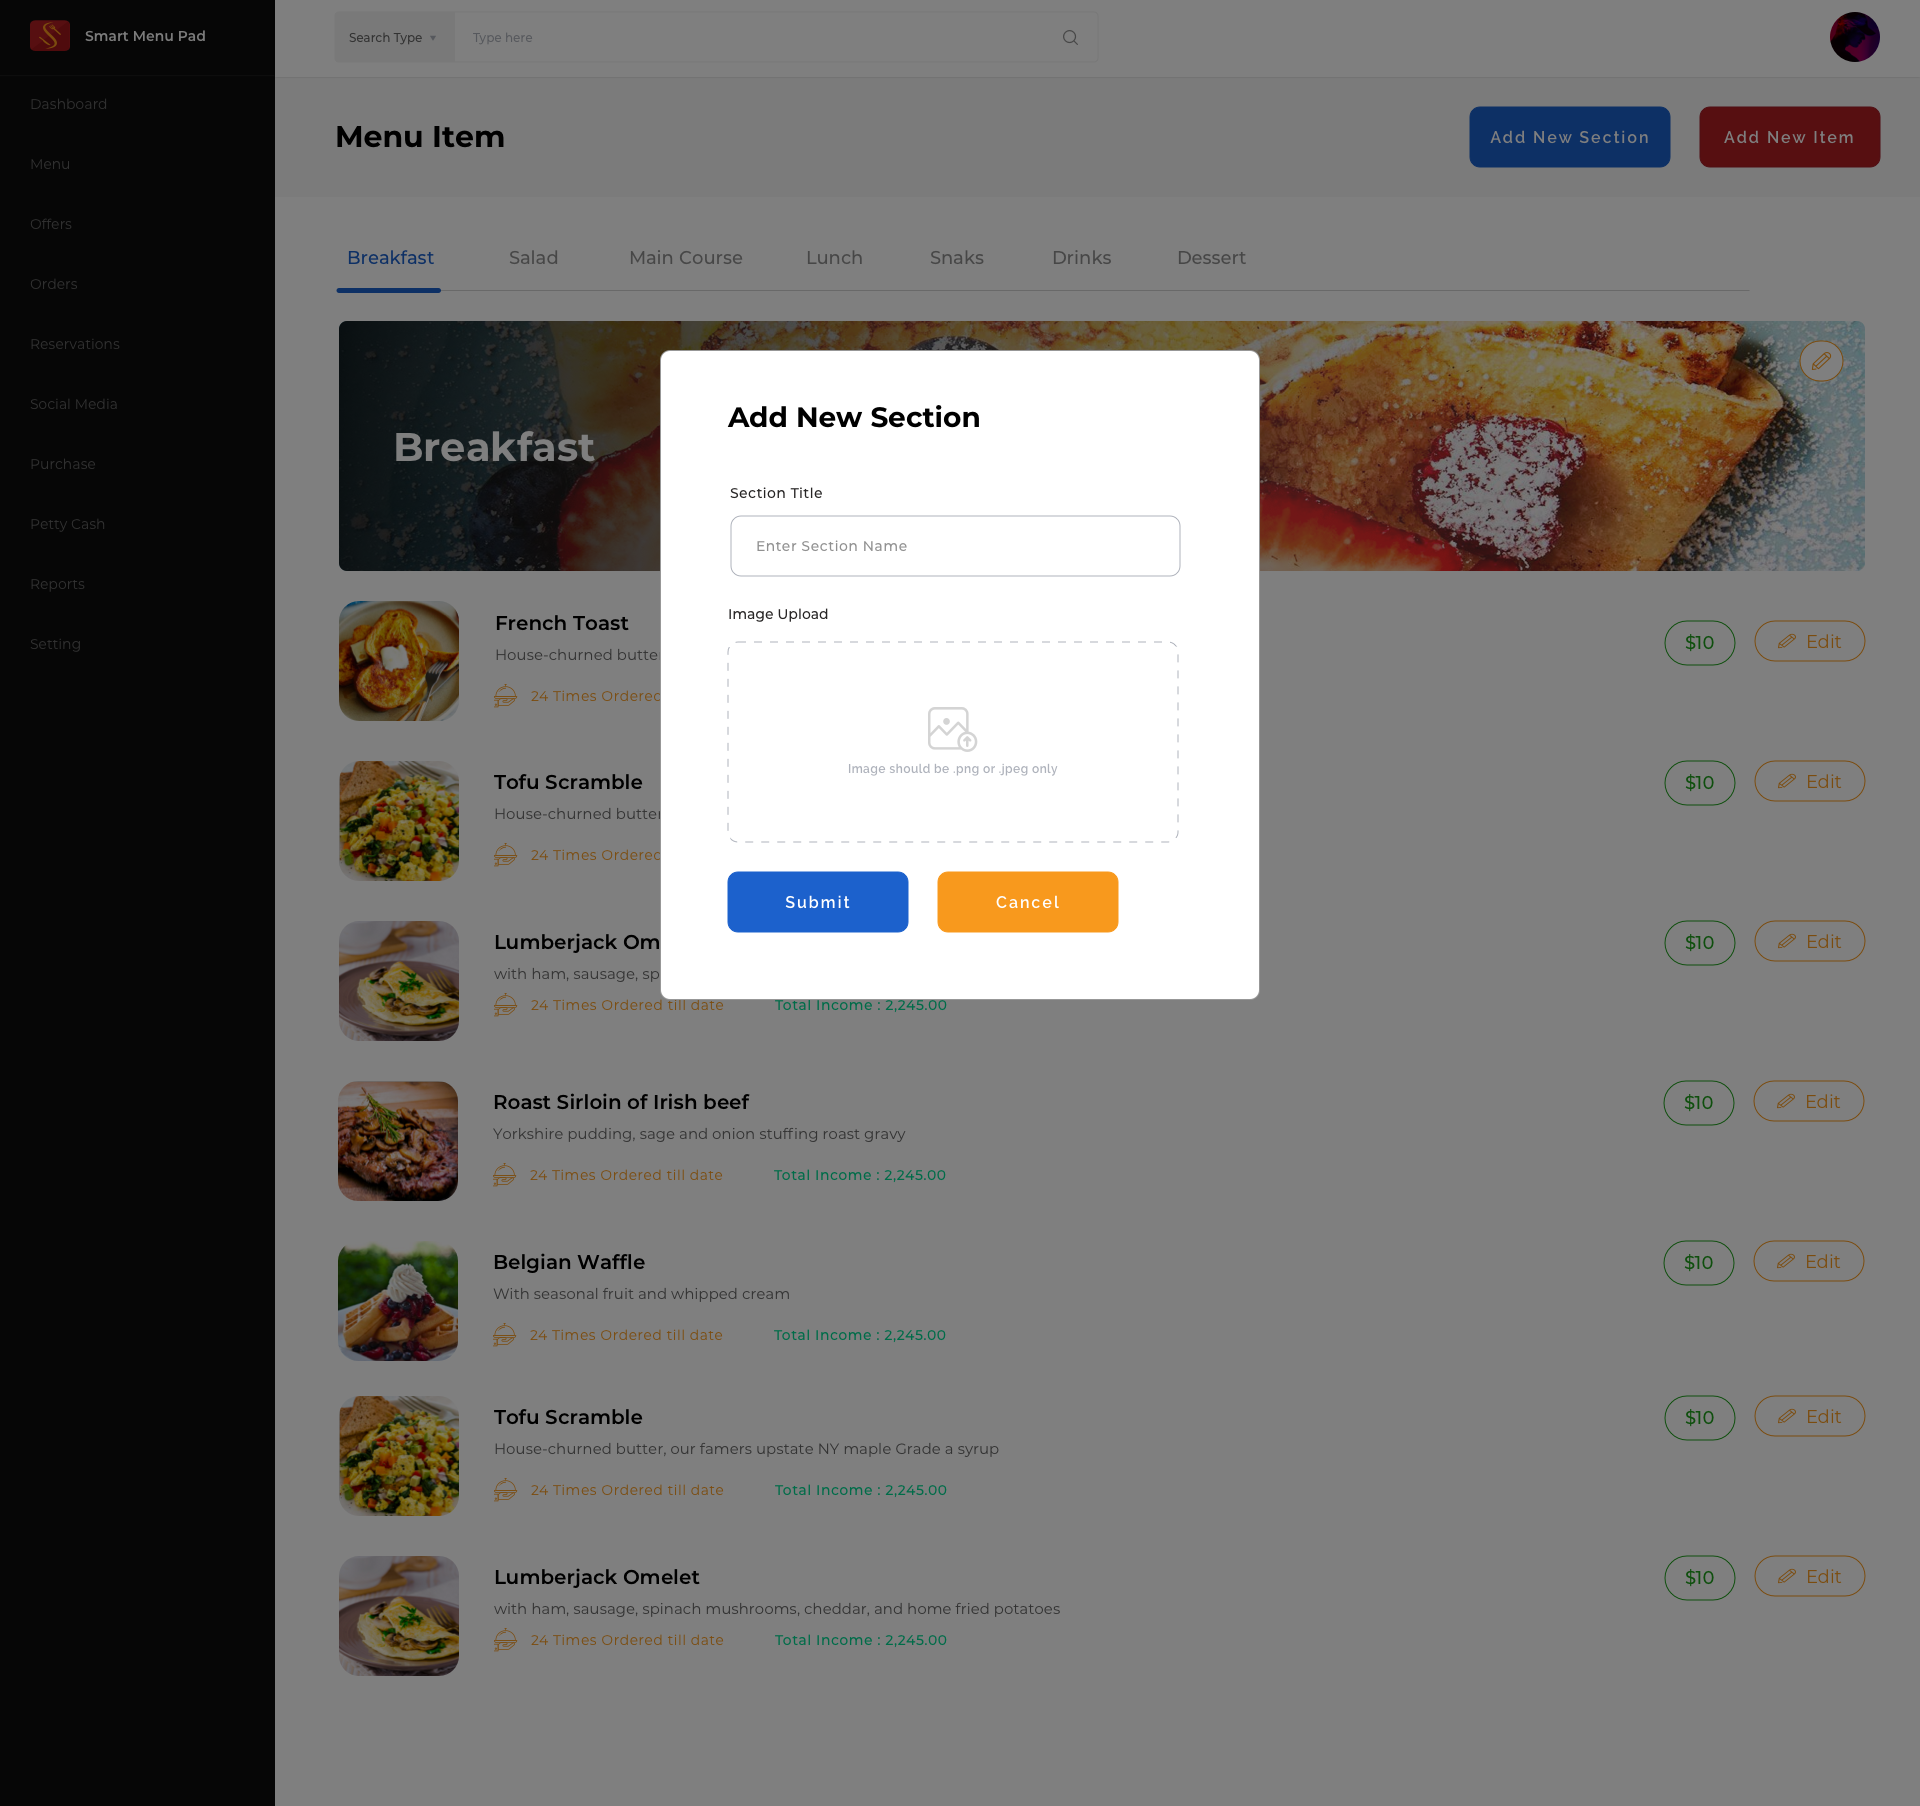 Smart Menu Pad
Search Type
Type here
Dashboard
Menu
Offers
Orders
Reservations
Social Media
Purchase
Petty Cash
Reports
Setting
Menu Item
Add New Section
Add New Item
Breakfast
Salad
Main Course
Lunch
Snaks
Drinks
Dessert
Breakfast
Add New Section
Section Title
Enter Section Name
Image Upload
Image should be .png or .jpeg only
Submit
Cancel
French Toast
House-churned butte
24 Times Ordered
$10
Edit
Tofu Scramble
House-churned butter
24 Times Ordered
$10
Edit
Lumberjack Om
with ham, sausage, sp
24 Times Ordered till date
Total Income : 2,245.00
$10
Edit
Roast Sirloin of Irish beef
Yorkshire pudding, sage and onion stuffing roast gravy
24 Times Ordered till date
Total Income : 2,245.00
$10
Edit
Belgian Waffle
With seasonal fruit and whipped cream
24 Times Ordered till date
Total Income : 2,245.00
$10
Edit
Tofu Scramble
House-churned butter, our famers upstate NY maple Grade a syrup
24 Times Ordered till date
Total Income : 2,245.00
$10
Edit
Lumberjack Omelet
with ham, sausage, spinach mushrooms, cheddar, and home fried potatoes
24 Times Ordered till date
Total Income : 2,245.00
$10
Edit